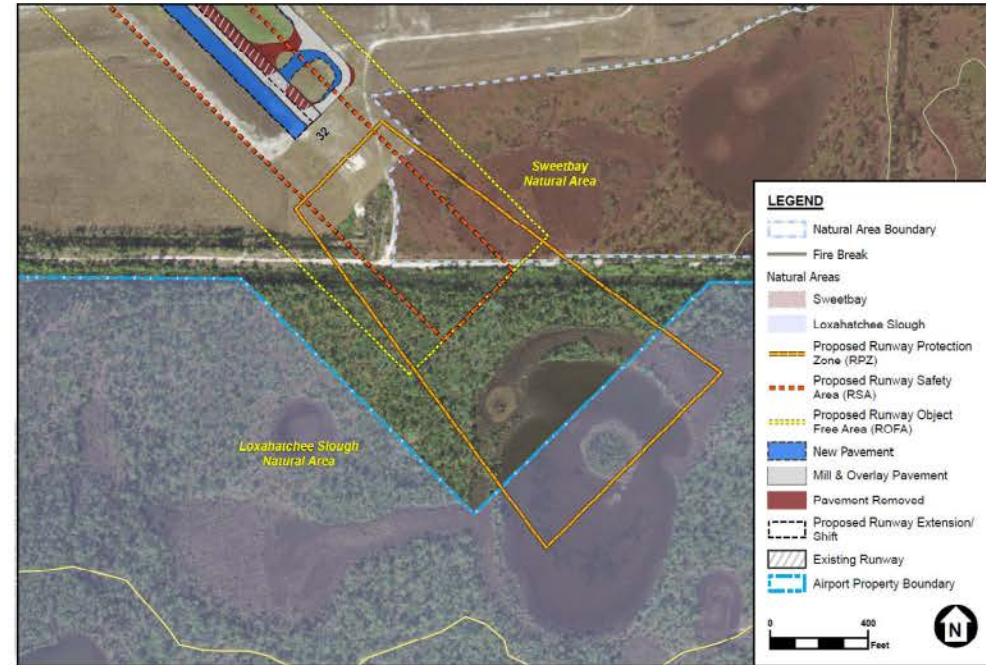 32
Sweetbay
Natural Area
Loxahatchee Slough
Natural Area
LEGEND
Natural Area Boundary
Fire Break
Natural Areas
Sweetbay
Loxahatchee Slough
Proposed Runway Protection
Zone (RPZ)
Proposed Runway Safety
Area (RSA)
Proposed Runway Object
Free Area (ROFA)
New Pavement
Mill & Overlay Pavement
Pavement Removed
Proposed Runway Extension/
Shift
Existing Runway
Airport Property Boundary
0 400
Feet
N